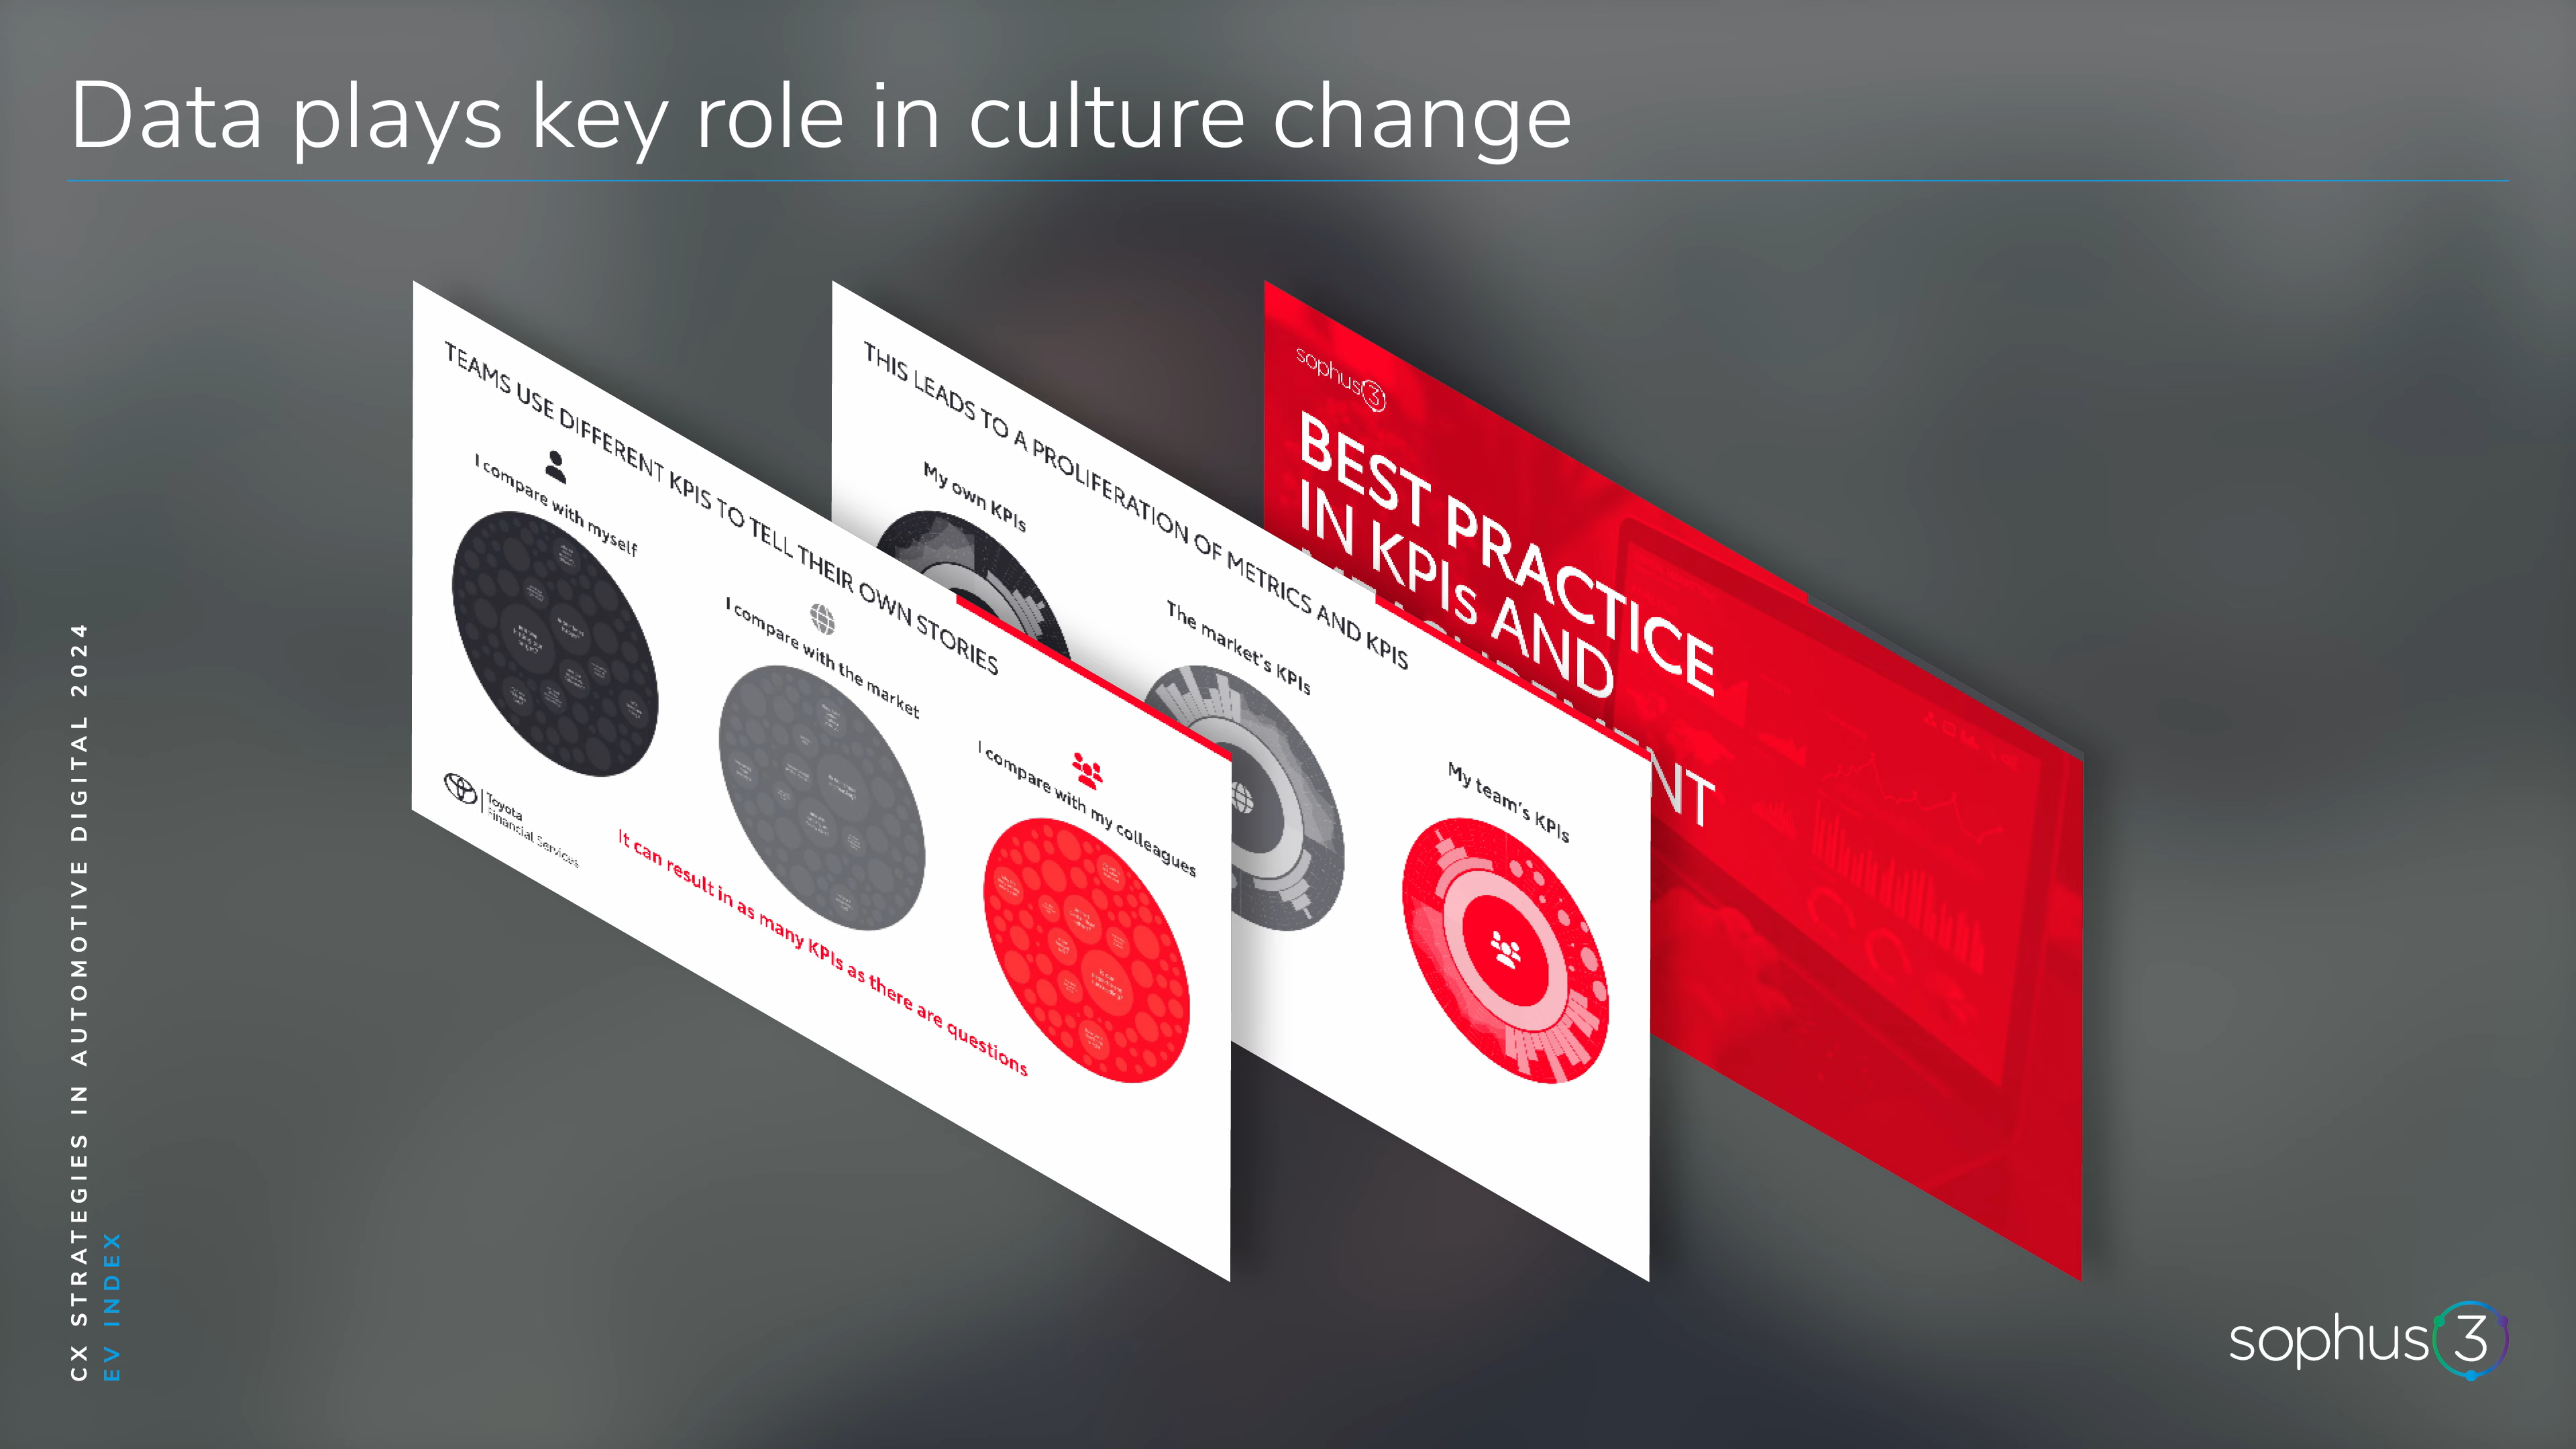 Data plays key role in culture change
TEAMS USE DIFFERENT KPIS TO TELL THEIR OWN STORIES
I compare with myself
I compare with the market
I compare with my colleagues
It can result in as many KPIs as there are questions
Toyota
Financial Services
THIS LEADS TO A PROLIFERATION OF METRICS AND KPIS
My own KPIs
The market's KPIs
My team's KPIs
sophus3
BEST PRACTICE
IN KPIs AND
CX STRATEGIES IN AUTOMOTIVE DIGITAL 2024
EV INDEX
sophus3